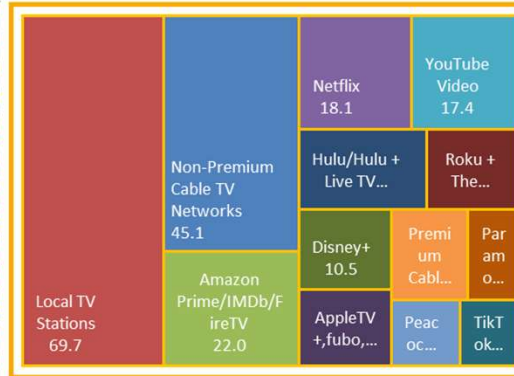 Local TV
Stations
69.7
Non-Premium
Cable TV
Networks
45.1
Amazon
Prime/IMDb/F
ireTV
22.0
Netflix
18.1
YouTube
Video
17.4
Hulu/Hulu +
Live TV...
Roku +
The...
Disney+
10.5
AppleTV
+,fubo,...
Premi
um
Cabl...
Par
am
o...
Peac
oc...
TikT
ok...